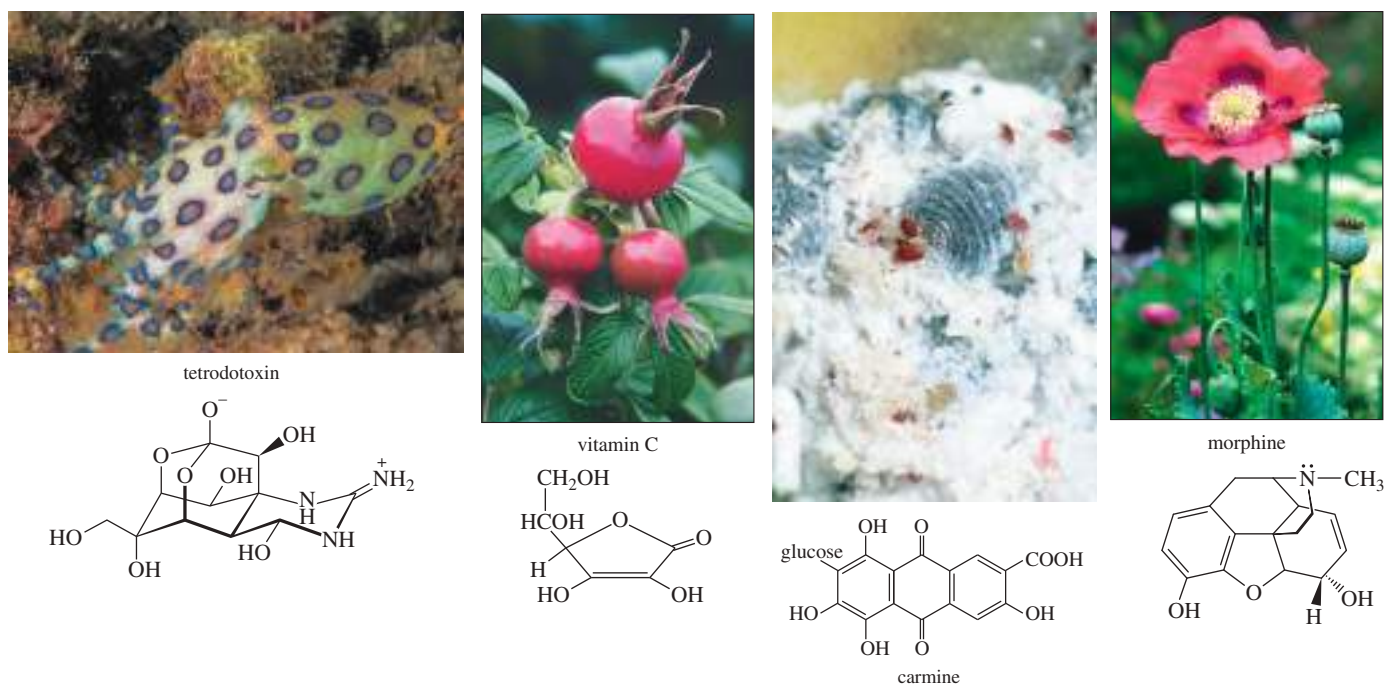 tetrodotoxin
O−
OH
O
O
OH
+
NH2
N
H
NH
HO
HO
OH
vitamin C
CH2OH
HCOH
O
O
H
HO
OH
glucose
OH
O
COOH
HO
OH
OH
O
carmine
morphine
N
CH3
OH
O
H
OH